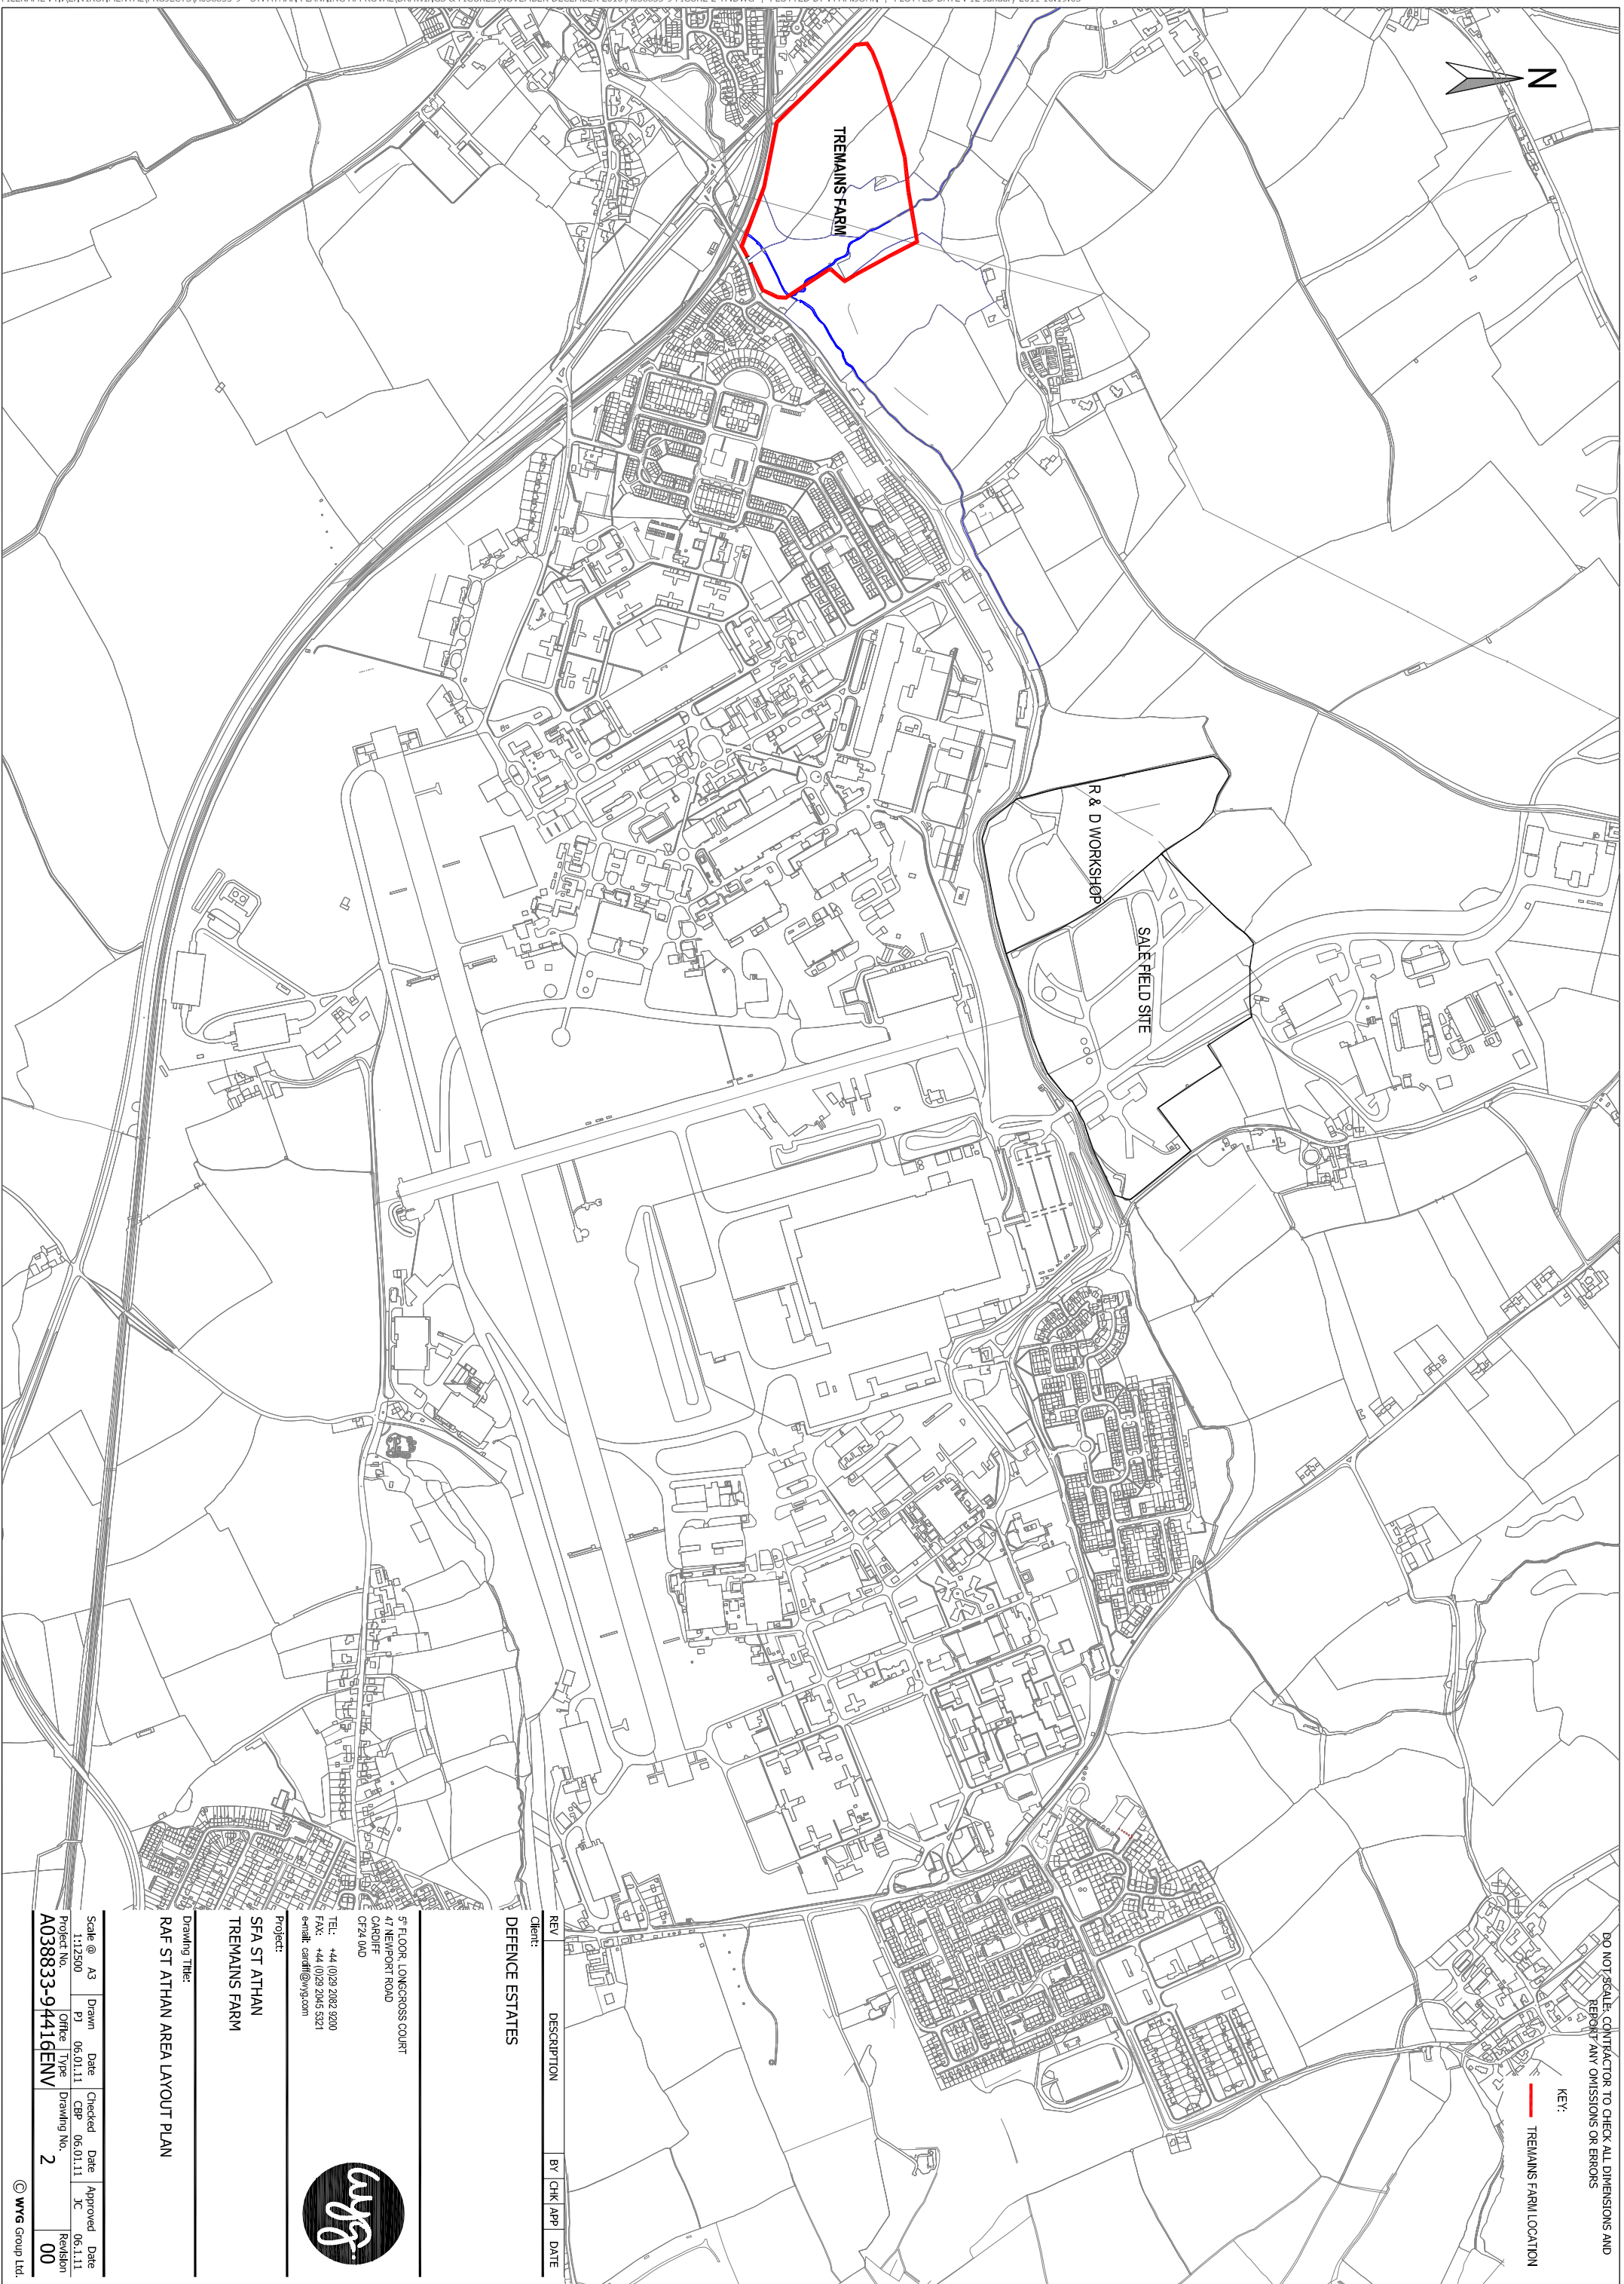 N
TREMAINS FARM
R & D WORKSHOP
SALE FIELD SITE
DO NOT SCALE: CONTRACTOR TO CHECK ALL DIMENSIONS AND
REPORT ANY OMISSIONS OR ERRORS
KEY:
TREMAINS FARM LOCATION
REV DESCRIPTION BY CHK APP DATE
Client:
DEFENCE ESTATES
wyg.
5th FLOOR, LONGCROSS COURT
47 NEWPORT ROAD
CARDIFF
CF24 0AD
TEL: +44 (0)29 2082 9200
FAX: +44 (0)29 2045 5321
e-mail: cardiff@wyg.com
Project:
SFA ST ATHAN
TREMAINS FARM
Drawing Title:
RAF ST ATHAN AREA LAYOUT PLAN
Scale @ A3 Drawn Date Checked Date Approved Date
1:12500 PJ 06.01.11 CBP 06.01.11 JC 06.1.11
Project No. Office Type Drawing No. Revision
A038833-94416ENV 2 00
© WYG Group Ltd.